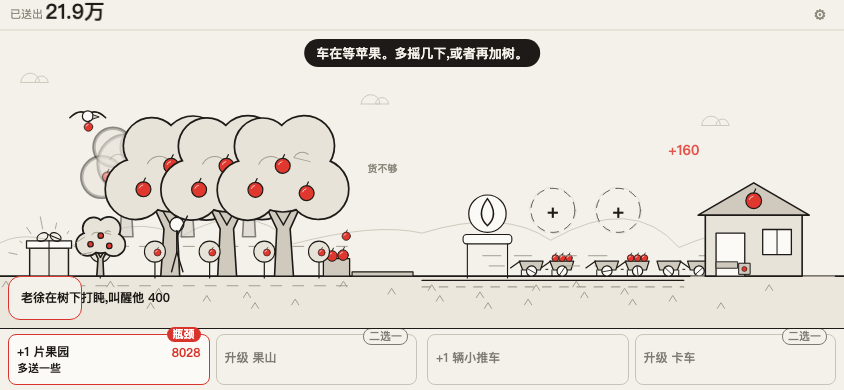 已送出 21.9万
车在等苹果。多摇几下,或者再加树。
+160
货不够
老徐在树下打盹,叫醒他 400
瓶颈
+1 片果园 8028
多送一些
二选一
升级 果山
+1 辆小推车
二选一
升级 卡车